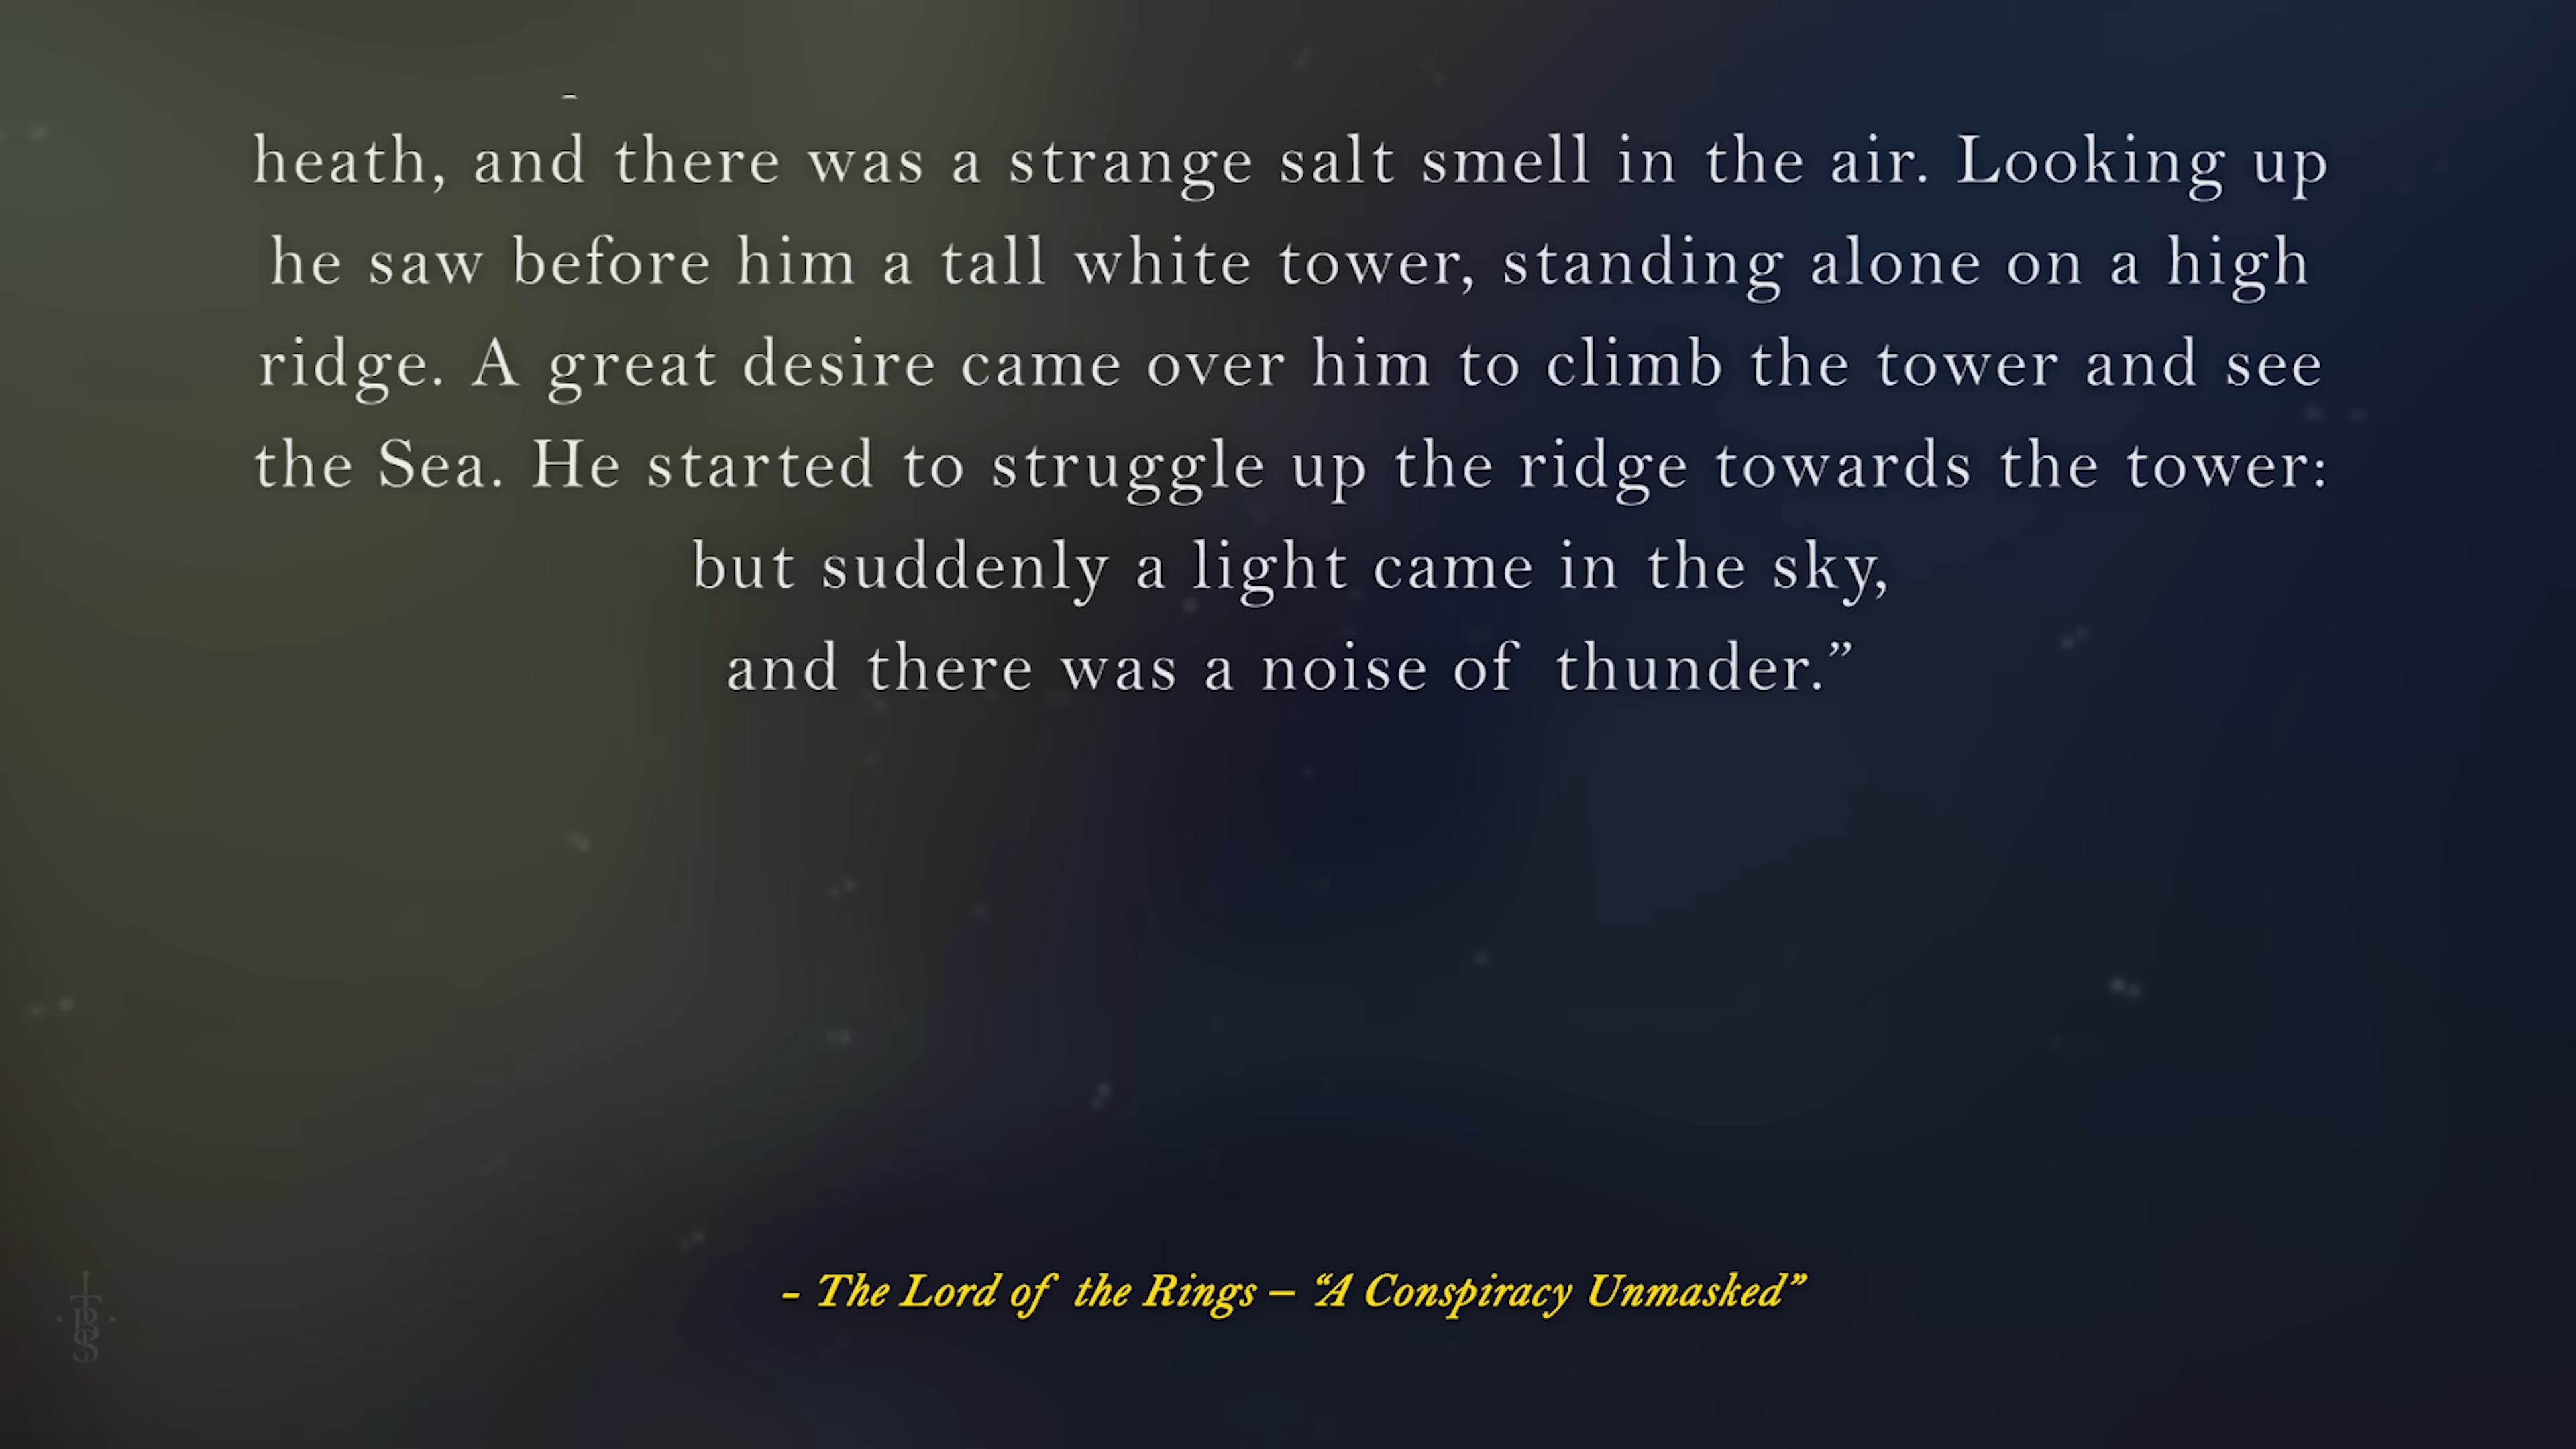 heath, and there was a strange salt smell in the air. Looking up
he saw before him a tall white tower, standing alone on a high
ridge. A great desire came over him to climb the tower and see
the Sea. He started to struggle up the ridge towards the tower:
but suddenly a light came in the sky,
and there was a noise of thunder.”
- The Lord of the Rings – “A Conspiracy Unmasked”
TBS